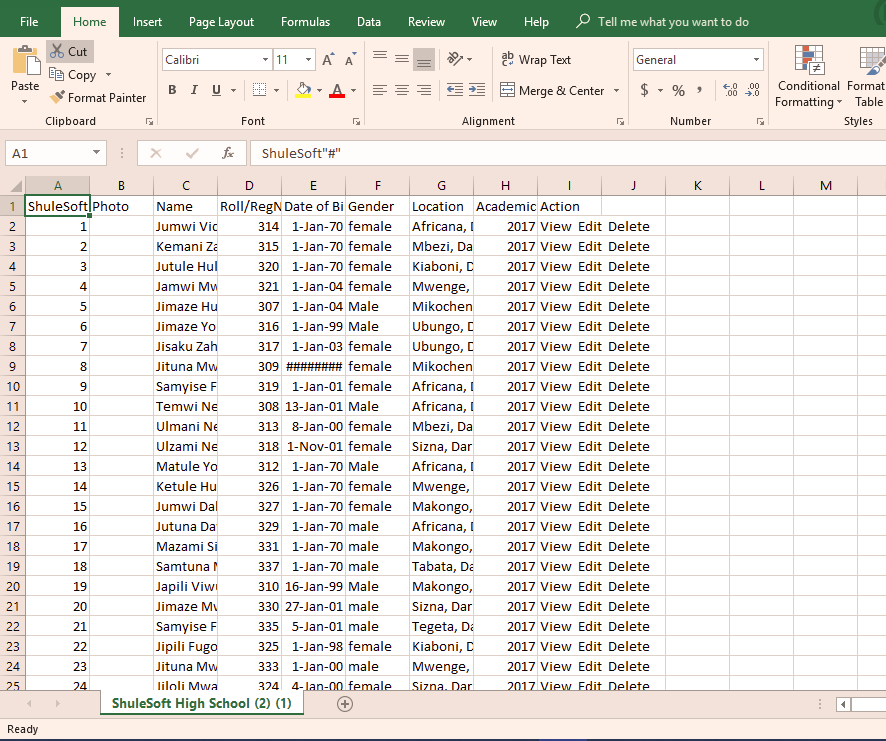 File Home Insert Page Layout Formulas Data Review View Help Tell me what you want to do
Cut
Copy
Format Painter
Paste
Clipboard
Calibri 11
B I U
Font
Wrap Text
Merge & Center
Alignment
General
$ % ,
Number
Conditional Formatting
Format Table
Styles
A1 fx ShuleSoft"#"
A B C D E F G H I J K L M
1 ShuleSoft Photo Name Roll/RegN Date of Bi Gender Location Academic Action
2 1 Jumwi Vic 314 1-Jan-70 female Africana, D 2017 View Edit Delete
3 2 Kemani Za 315 1-Jan-70 female Mbezi, Da 2017 View Edit Delete
4 3 Jutule Hul 320 1-Jan-70 female Kiaboni, D 2017 View Edit Delete
5 4 Jamwi Mw 321 1-Jan-04 female Mwenge, 2017 View Edit Delete
6 5 Jimaze Hu 307 1-Jan-04 Male Mikochen 2017 View Edit Delete
7 6 Jimaze Yo 316 1-Jan-99 Male Ubungo, D 2017 View Edit Delete
8 7 Jisaku Zah 317 1-Jan-03 female Ubungo, D 2017 View Edit Delete
9 8 Jituna Mw 309 ######## female Mikochen 2017 View Edit Delete
10 9 Samyise F 319 1-Jan-01 female Africana, D 2017 View Edit Delete
11 10 Temwi Ne 308 13-Jan-01 Male Africana, D 2017 View Edit Delete
12 11 Ulmani Ne 313 8-Jan-00 female Mbezi, Da 2017 View Edit Delete
13 12 Ulzami Ne 318 1-Nov-01 female Sizna, Dar 2017 View Edit Delete
14 13 Matule Yo 312 1-Jan-70 Male Africana, D 2017 View Edit Delete
15 14 Ketule Hu 326 1-Jan-70 female Mwenge, 2017 View Edit Delete
16 15 Jumwi Dal 327 1-Jan-70 female Makongo, 2017 View Edit Delete
17 16 Jutuna Da 329 1-Jan-70 male Africana, D 2017 View Edit Delete
18 17 Mazami Si 331 1-Jan-70 male Makongo, 2017 View Edit Delete
19 18 Samtuna M 337 1-Jan-70 male Tabata, Da 2017 View Edit Delete
20 19 Japili Viwu 310 16-Jan-99 Male Makongo, 2017 View Edit Delete
21 20 Jimaze Mw 330 27-Jan-01 male Sizna, Dar 2017 View Edit Delete
22 21 Samyise F 335 5-Jan-01 male Tegeta, Da 2017 View Edit Delete
23 22 Jipili Fugo 325 1-Jan-98 female Kiaboni, D 2017 View Edit Delete
24 23 Jituna Mw 333 1-Jan-00 male Mwenge, 2017 View Edit Delete
25 24 Jiloli Mwa 324 4-Jan-00 female Sizna, Dar 2017 View Edit Delete
ShuleSoft High School (2) (1)
Ready